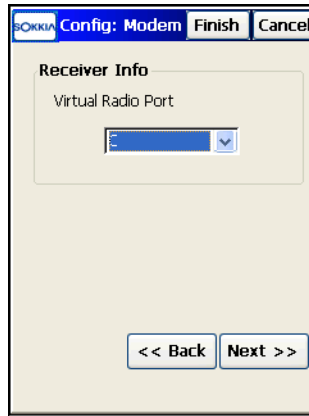 SOKKIA Config: Modem Finish Cancel
Receiver Info
Virtual Radio Port
C
<< Back Next >>